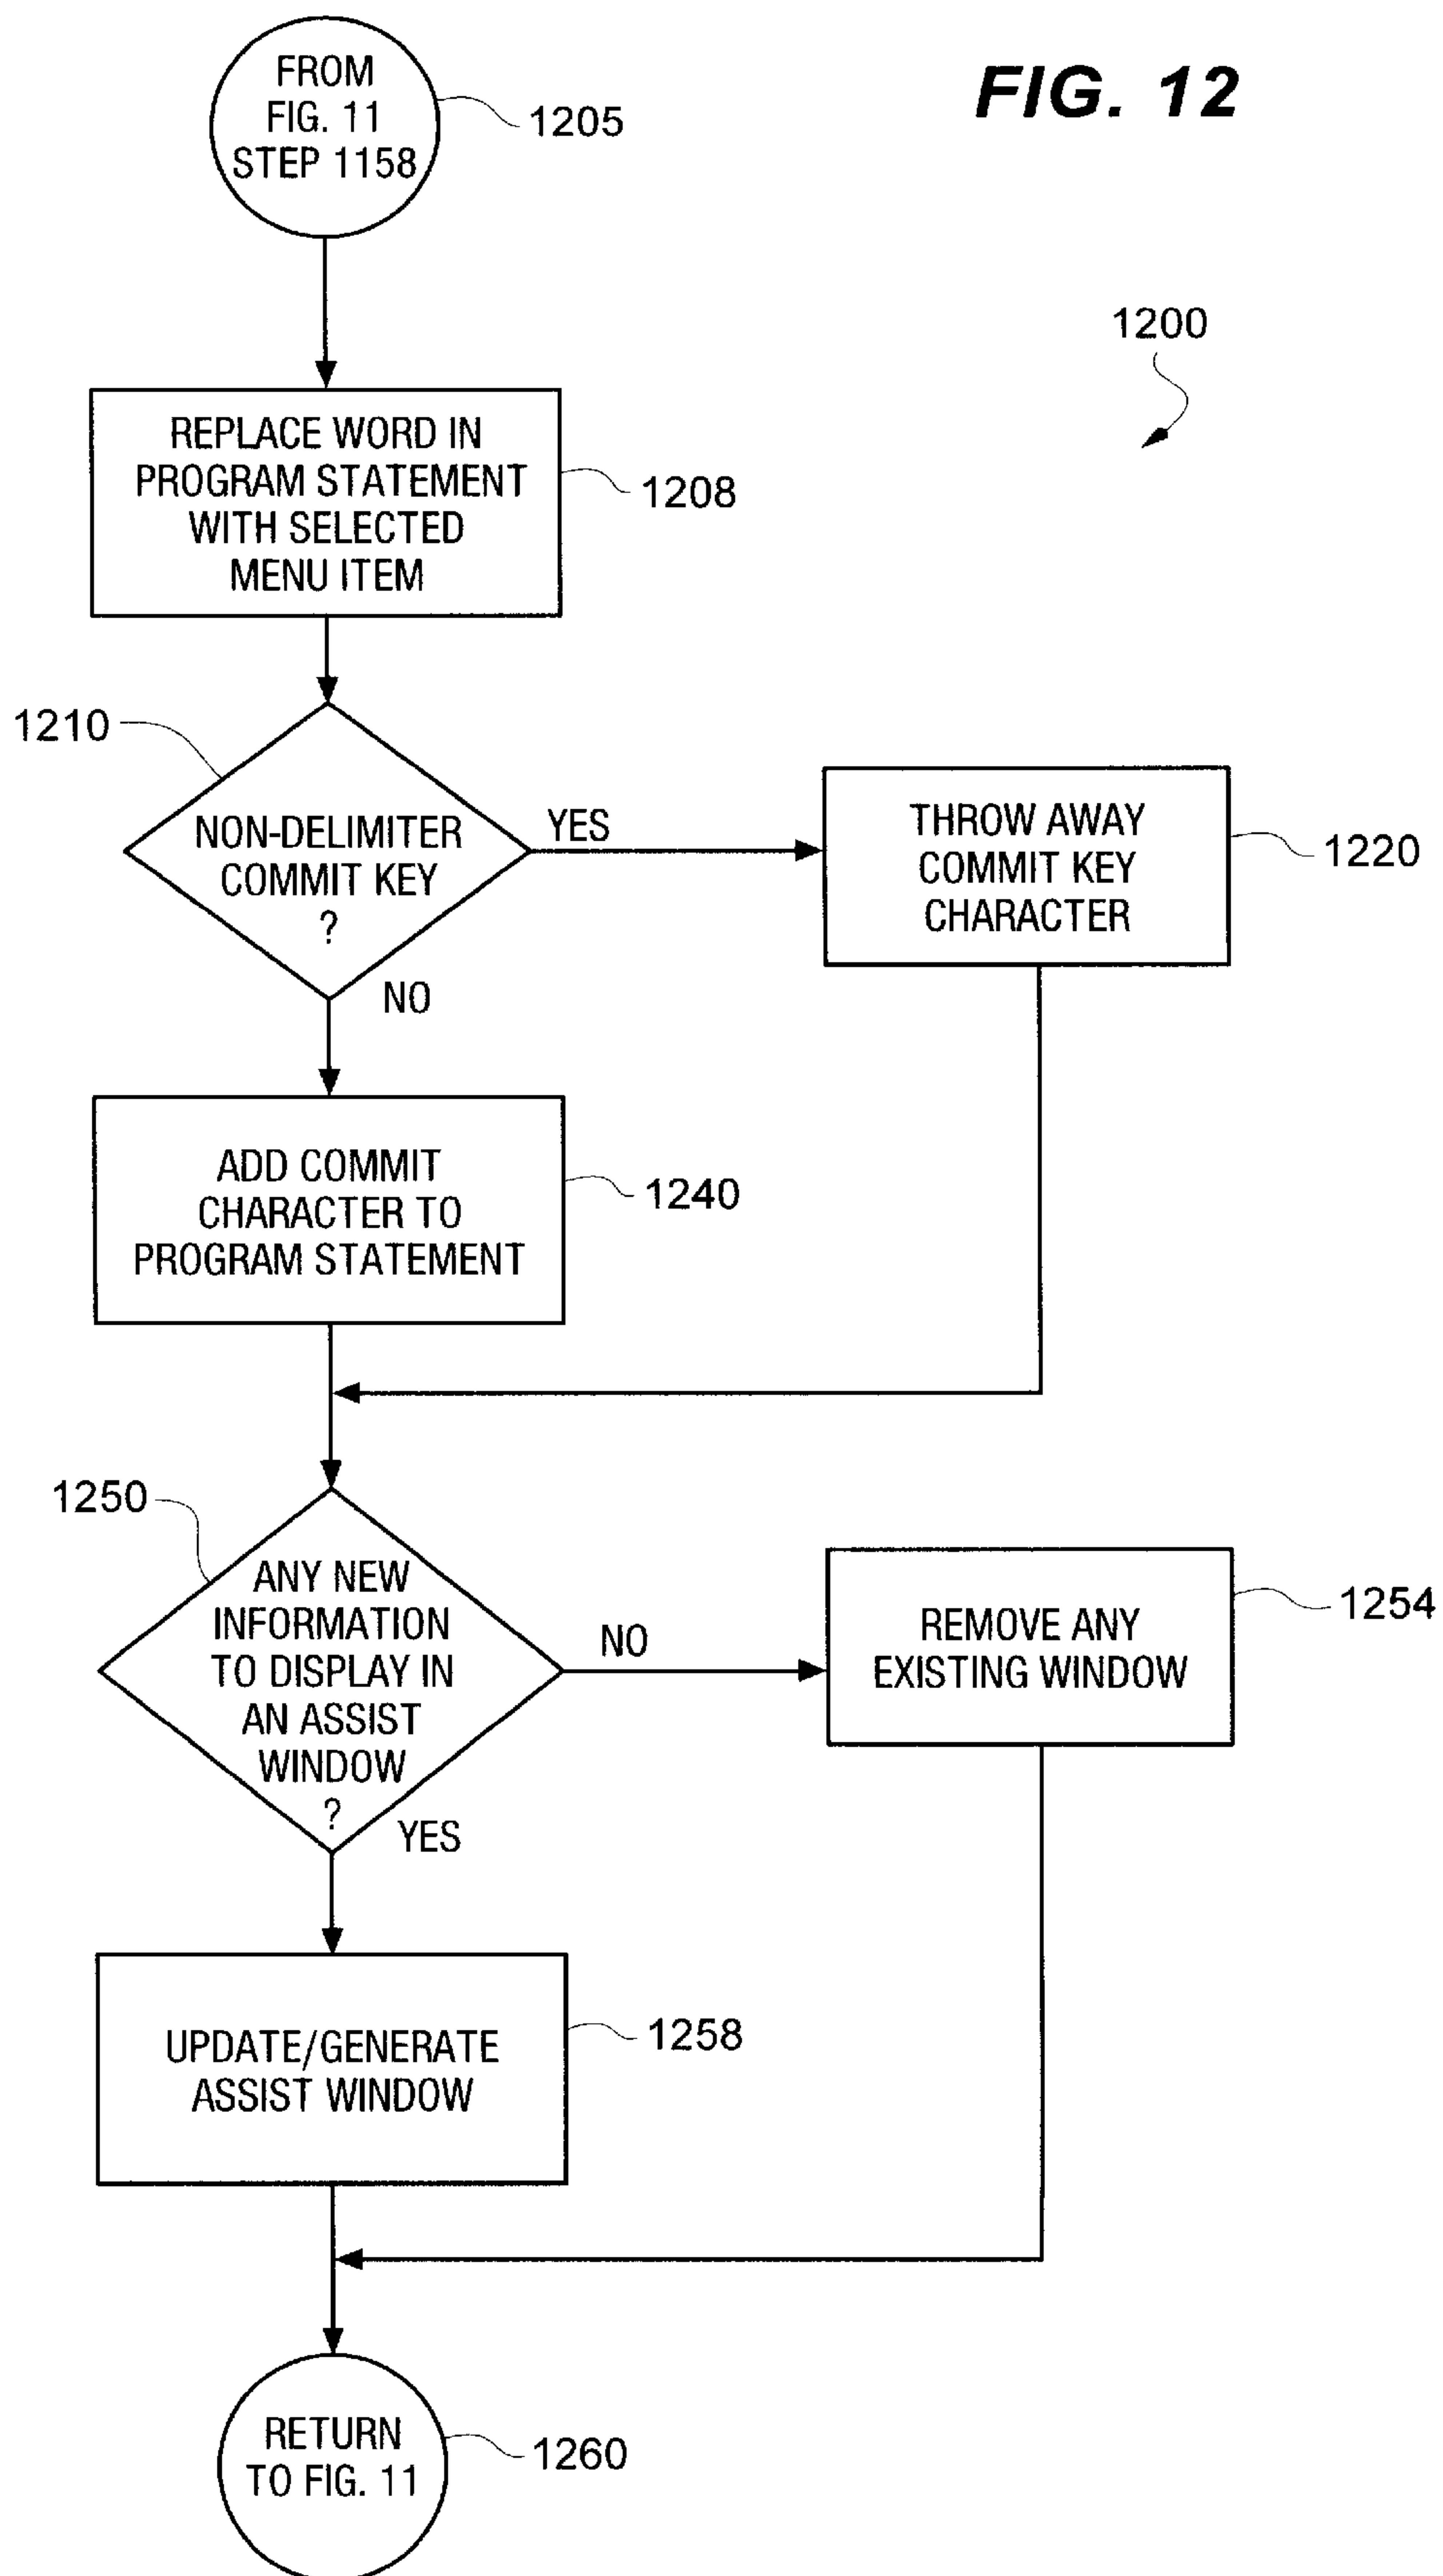 FROM
FIG. 11
STEP 1158
1205
FIG. 12
1200
REPLACE WORD IN
PROGRAM STATEMENT
WITH SELECTED
MENU ITEM
1208
1210
NON-DELIMITER
COMMIT KEY
?
YES
THROW AWAY
COMMIT KEY
CHARACTER
1220
NO
ADD COMMIT
CHARACTER TO
PROGRAM STATEMENT
1240
1250
ANY NEW
INFORMATION
TO DISPLAY IN
AN ASSIST
WINDOW
?
NO
REMOVE ANY
EXISTING WINDOW
1254
YES
UPDATE/GENERATE
ASSIST WINDOW
1258
RETURN
TO FIG. 11
1260